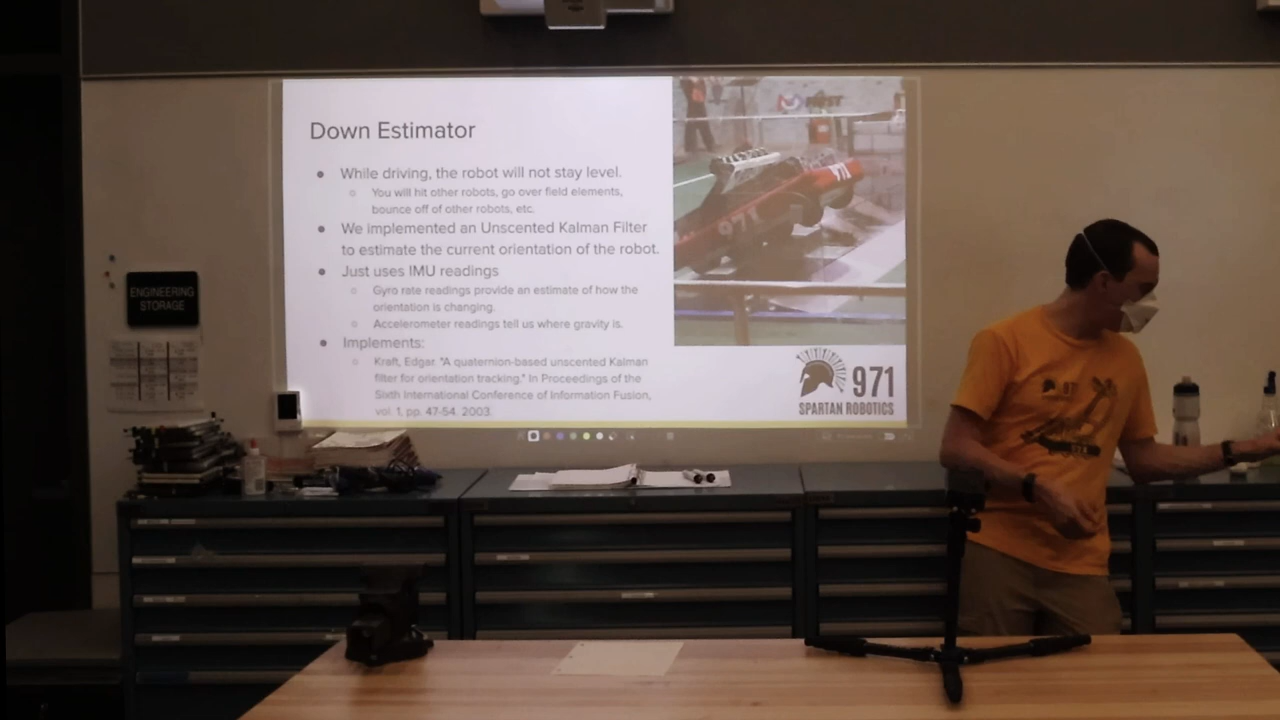 Down Estimator
● While driving, the robot will not stay level.
○ You will hit other robots, go over field elements,
bounce off of other robots, etc.
● We implemented an Unscented Kalman Filter
to estimate the current orientation of the robot.
● Just uses IMU readings
○ Gyro rate readings provide an estimate of how the
orientation is changing.
○ Accelerometer readings tell us where gravity is.
● Implements:
○ Kraft, Edgar. "A quaternion-based unscented Kalman
filter for orientation tracking." In Proceedings of the
Sixth International Conference of Information Fusion,
vol. 1, pp. 47-54. 2003.
FIRST
971
971
971
SPARTAN ROBOTICS
ENGINEERING
STORAGE